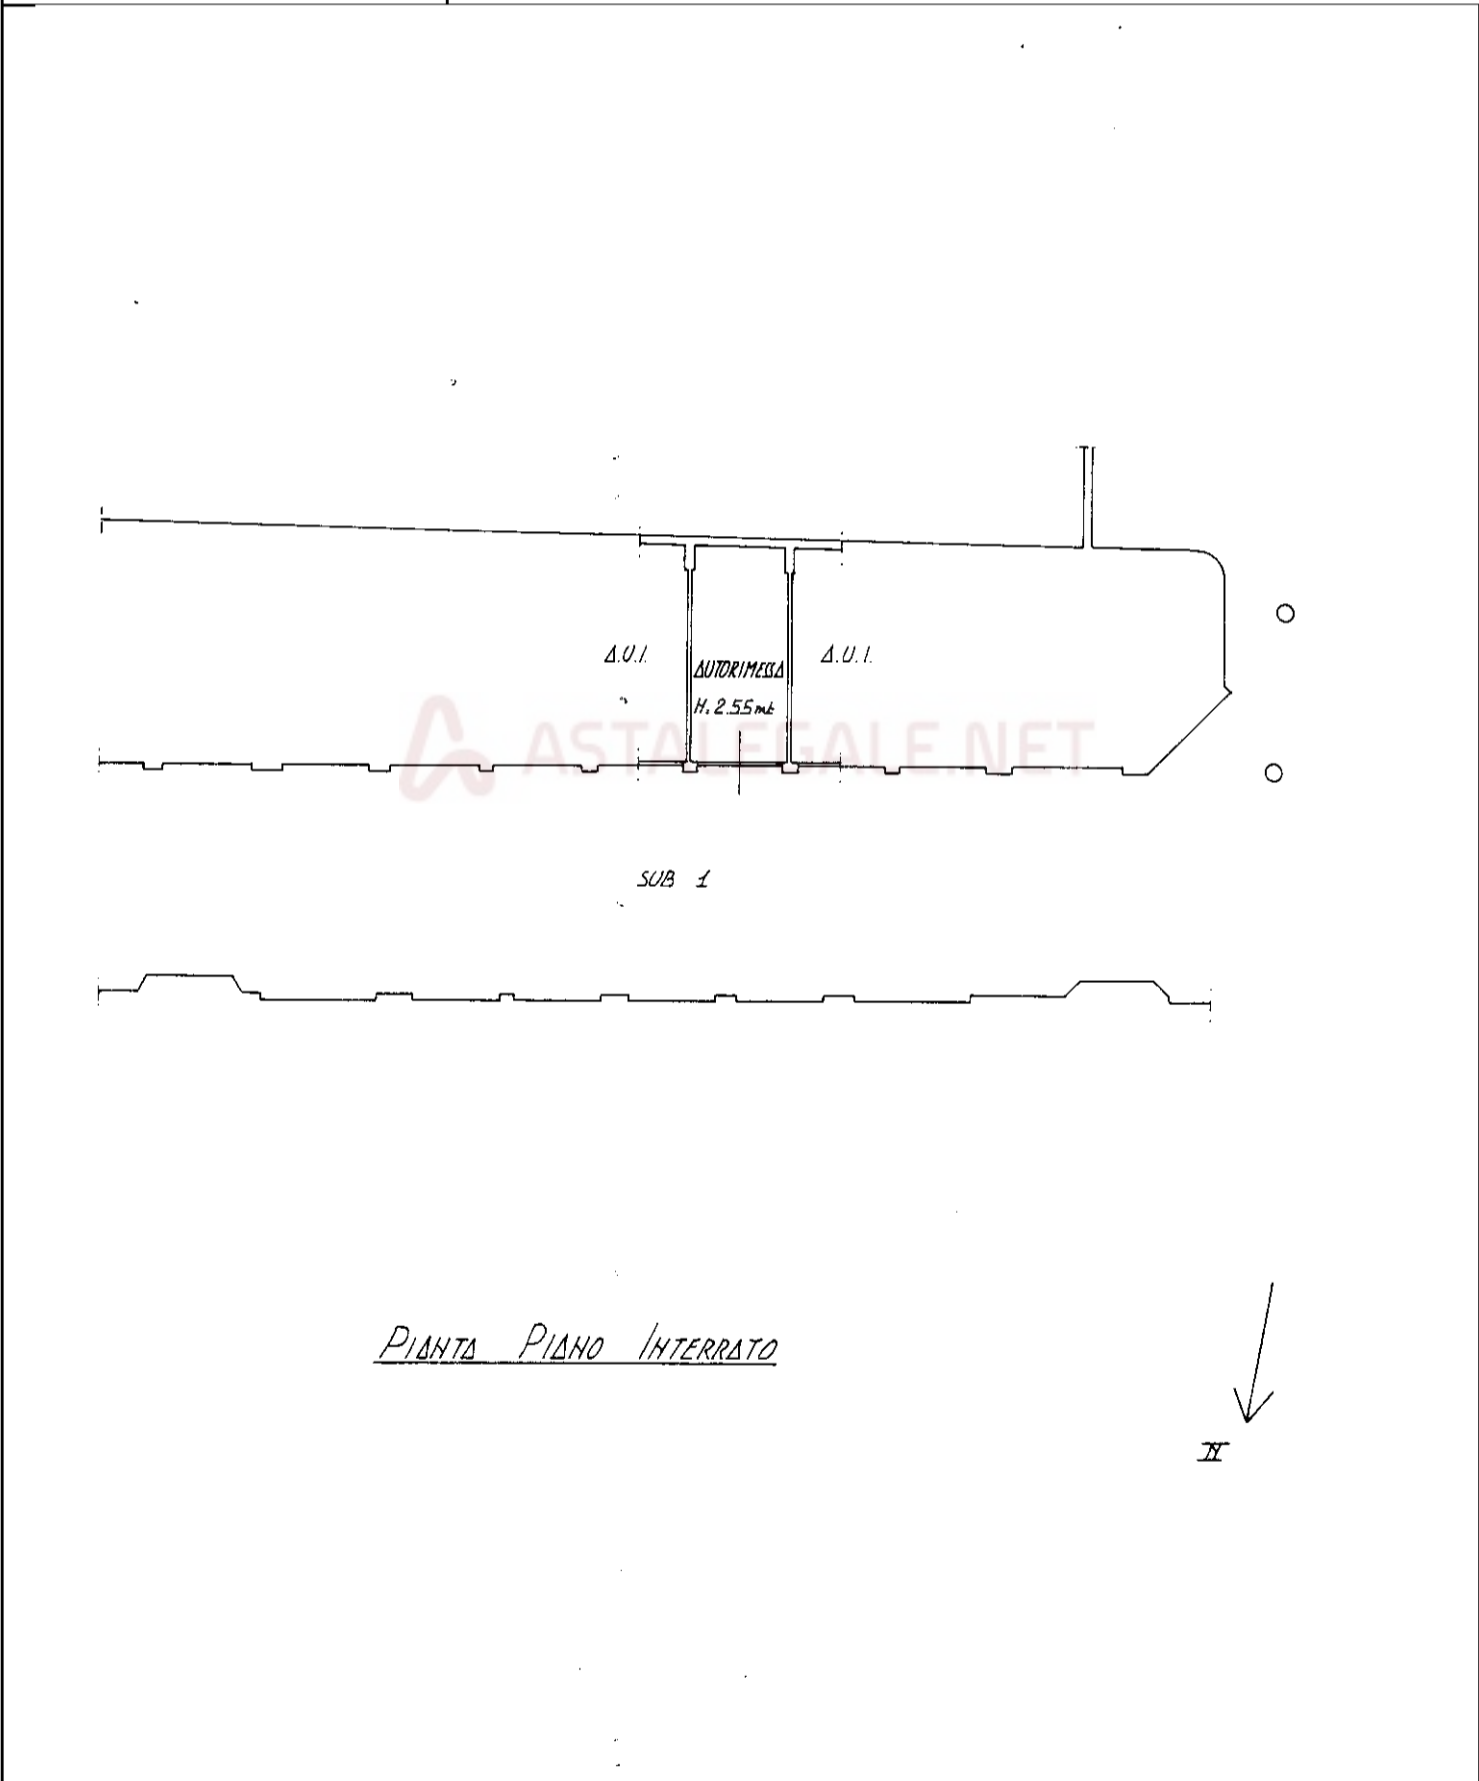 A.U.I.
AUTORIMESSA
A.U.I.
H. 2.55 mt
ASTALEGALE.NET
SUB 1
PIANTA PIANO INTERRATO
N